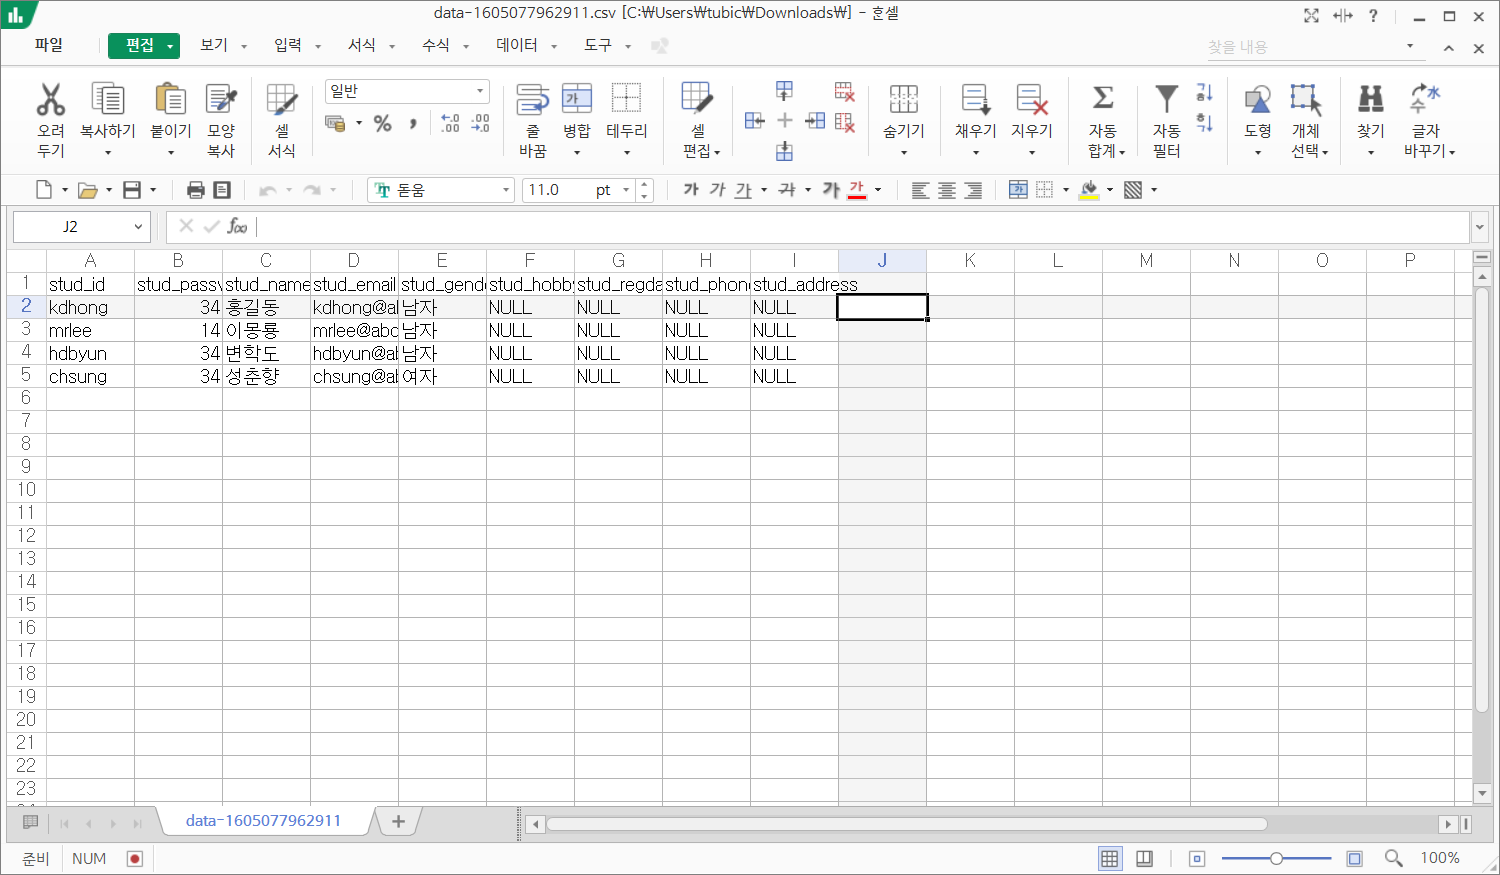 data-1605077962911.csv [C:₩Users₩tubic₩Downloads₩] - 훈셀
파일 편집 보기 입력 서식 수식 데이터 도구 찾을 내용
오려 두기 복사하기 붙이기 모양 복사 셀 서식 일반 줄 바꿈 병합 테두리 셀 편집 숨기기 채우기 지우기 자동 합계 자동 필터 도형 개체 선택 찾기 글자 바꾸기
돋움 11.0 pt 가 가 가 가 가 가
J2
A B C D E F G H I J K L M N O P
1 stud_id stud_passv stud_name stud_email stud_gende stud_hobby stud_regda stud_phone stud_address
2 kdhong 34 홍길동 kdhong@al 남자 NULL NULL NULL NULL
3 mrlee 14 이몽룡 mrlee@abc 남자 NULL NULL NULL NULL
4 hdbyun 34 변학도 hdbyun@ab 남자 NULL NULL NULL NULL
5 chsung 34 성춘향 chsung@ab 여자 NULL NULL NULL NULL
6
7
8
9
10
11
12
13
14
15
16
17
18
19
20
21
22
23
data-1605077962911
준비 NUM 100%